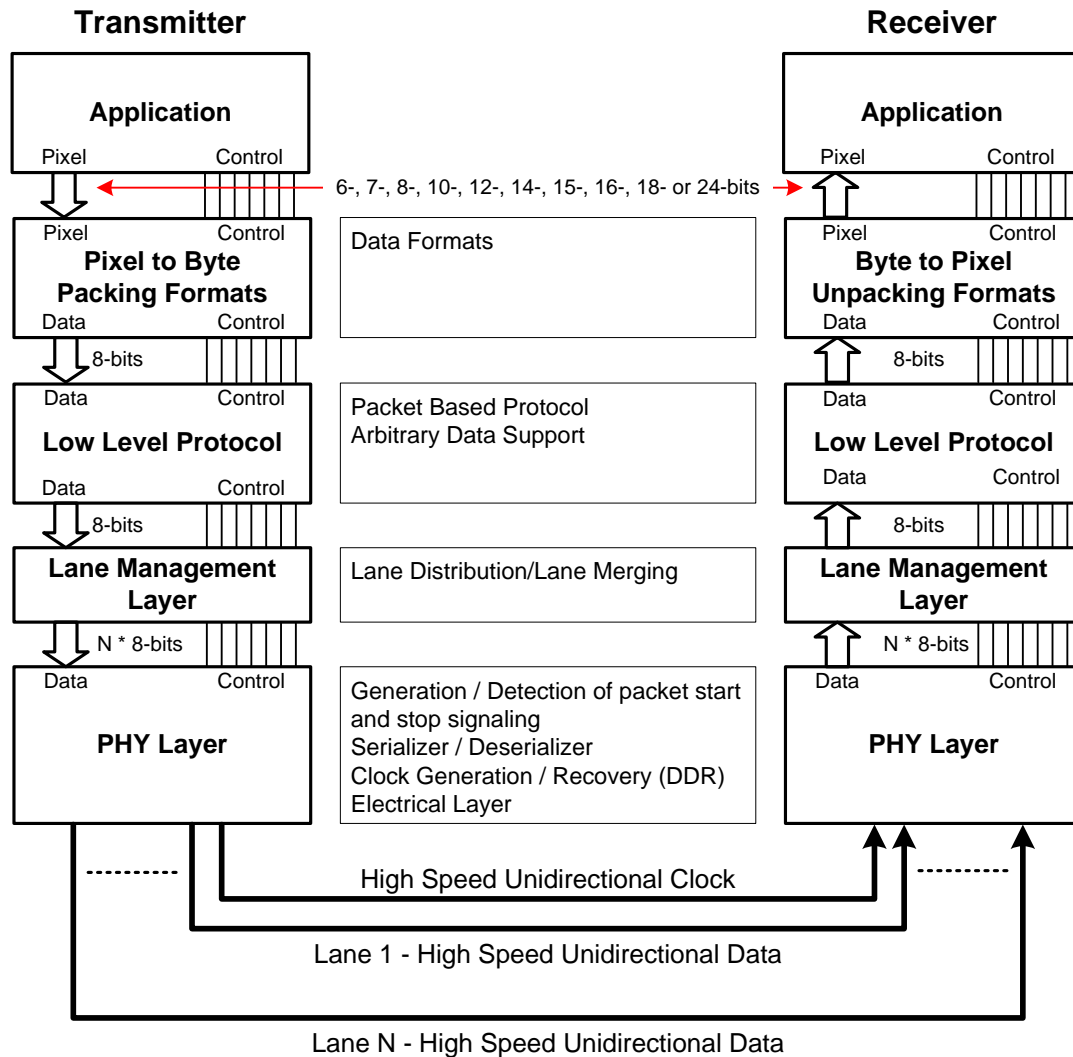 Transmitter
Receiver
Application
Pixel
Control
Application
Pixel
Control
6-, 7-, 8-, 10-, 12-, 14-, 15-, 16-, 18- or 24-bits
Pixel
Control
Pixel to Byte
Packing Formats
Data
Control
Data Formats
Pixel
Control
Byte to Pixel
Unpacking Formats
Data
Control
8-bits
8-bits
Data
Control
Low Level Protocol
Data
Control
Packet Based Protocol
Arbitrary Data Support
Data
Control
Low Level Protocol
Data
Control
8-bits
8-bits
Lane Management
Layer
Lane Distribution/Lane Merging
Lane Management
Layer
N * 8-bits
N * 8-bits
Data
Control
PHY Layer
Generation / Detection of packet start
and stop signaling
Serializer / Deserializer
Clock Generation / Recovery (DDR)
Electrical Layer
Data
Control
PHY Layer
High Speed Unidirectional Clock
Lane 1 - High Speed Unidirectional Data
Lane N - High Speed Unidirectional Data